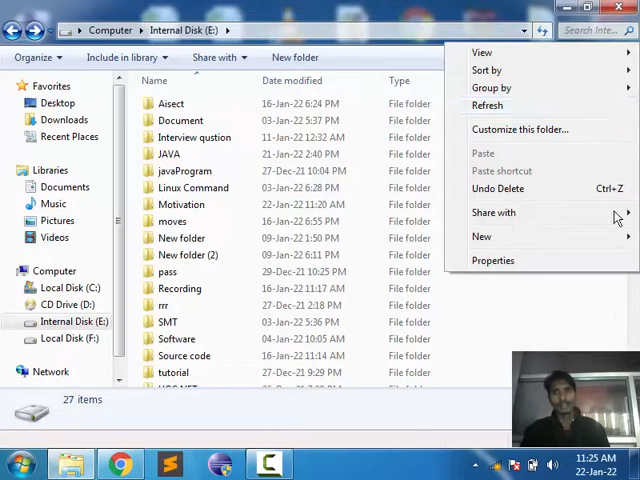 Computer Internal Disk (E:) Search Inte...
Organize Include in library Share with New folder
Favorites
Desktop
Downloads
Recent Places
Libraries
Documents
Music
Pictures
Videos
Computer
Local Disk (C:)
CD Drive (D:)
Internal Disk (E:)
Local Disk (F:)
Network
Name Date modified Type
Aisect 16-Jan-22 6:24 PM File folder
Document 03-Jan-22 5:37 PM File folder
Interview qustion 11-Jan-22 12:32 AM File folder
JAVA 21-Jan-22 2:40 PM File folder
javaProgram 27-Dec-21 10:04 PM File folder
Linux Command 03-Jan-22 6:28 PM File folder
Motivation 22-Jan-22 11:20 AM File folder
moves 16-Jan-22 6:55 PM File folder
New folder 09-Jan-22 6:38 PM File folder
New folder (2) 09-Jan-22 6:11 PM File folder
pass 29-Dec-21 10:25 PM File folder
Recording 16-Jan-22 11:17 AM File folder
rrr 27-Dec-21 2:18 PM File folder
SMT 03-Jan-22 5:36 PM File folder
Software 04-Jan-22 10:05 AM File folder
Source code 16-Jan-22 11:14 AM File folder
tutorial 27-Dec-21 9:29 PM File folder
View
Sort by
Group by
Refresh
Customize this folder...
Paste
Paste shortcut
Undo Delete Ctrl+Z
Share with
New
Properties
27 items
11:25 AM
22-Jan-22